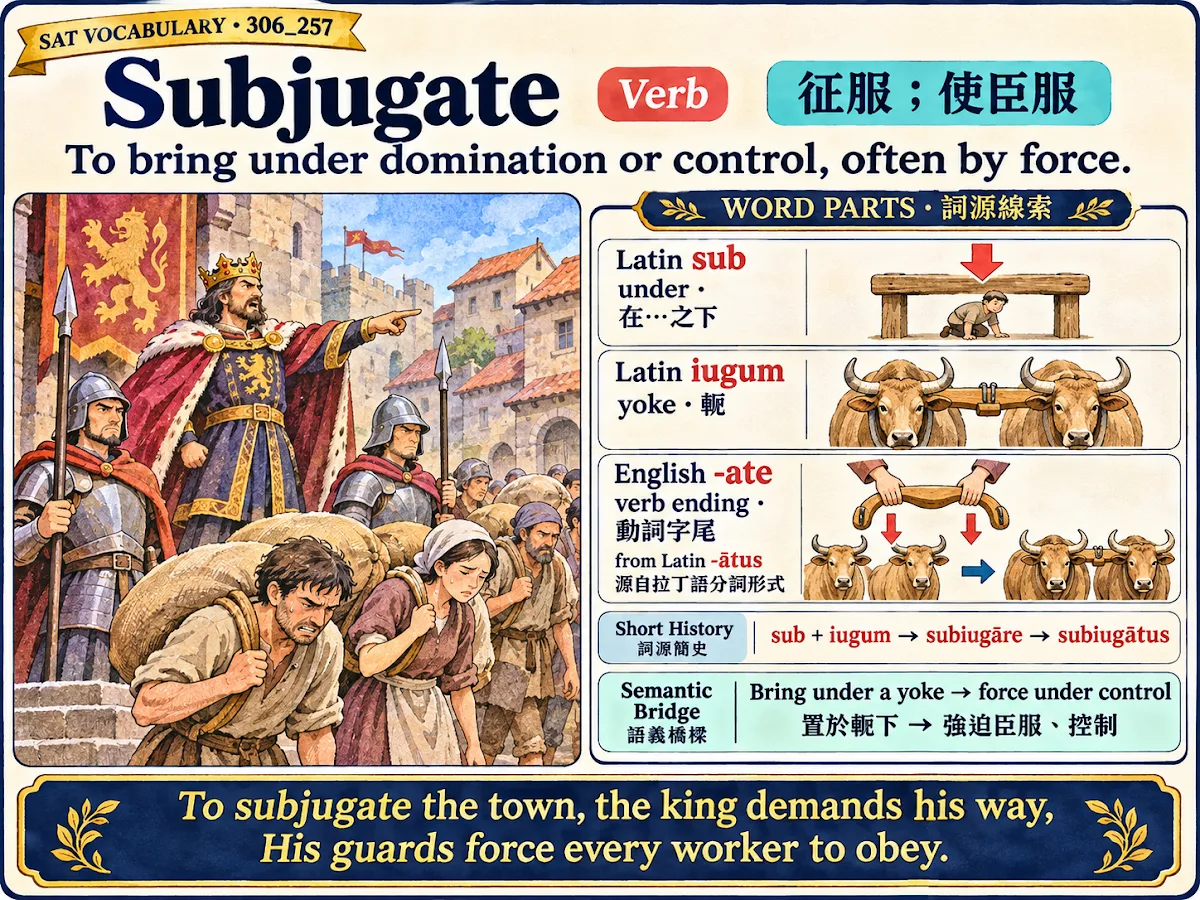 SAT VOCABULARY • 306_257
Subjugate
Verb
征服；使臣服
To bring under domination or control, often by force.
WORD PARTS • 詞源線索
Latin sub
under •
在…之下
Latin iugum
yoke • 軛
English -ate
verb ending •
動詞字尾
from Latin -ātus
源自拉丁語分詞形式
Short History
詞源簡史
sub + iugum → subiugāre → subiugātus
Semantic
Bridge
語義橋樑
Bring under a yoke → force under control
置於軛下 → 強迫臣服、控制
To subjugate the town, the king demands his way,
His guards force every worker to obey.